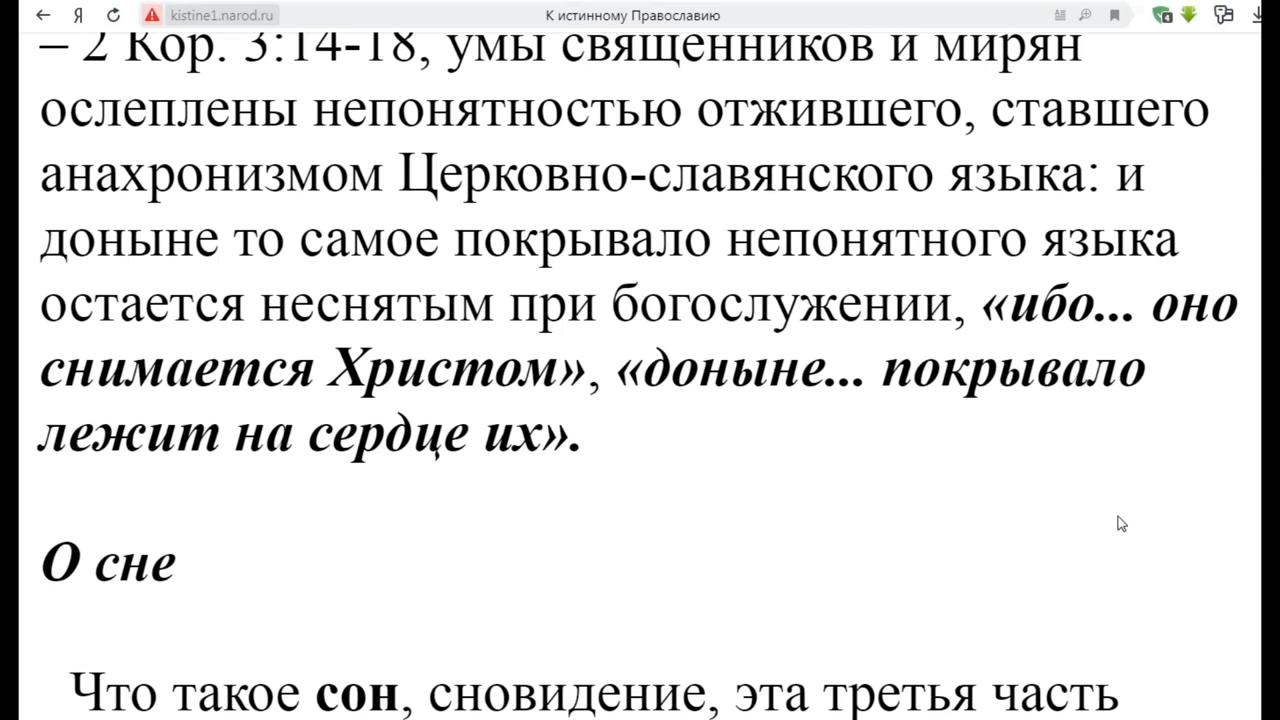 kistine1.narod.ru
К истинному Православию
– 2 Кор. 3:14-18, умы священников и мирян
ослеплены непонятностью отжившего, ставшего
анахронизмом Церковно-славянского языка: и
доныне то самое покрывало непонятного языка
остается неснятым при богослужении, «ибо... оно
снимается Христом», «доныне... покрывало
лежит на сердце их».
О сне
Что такое сон, сновидение, эта третья часть